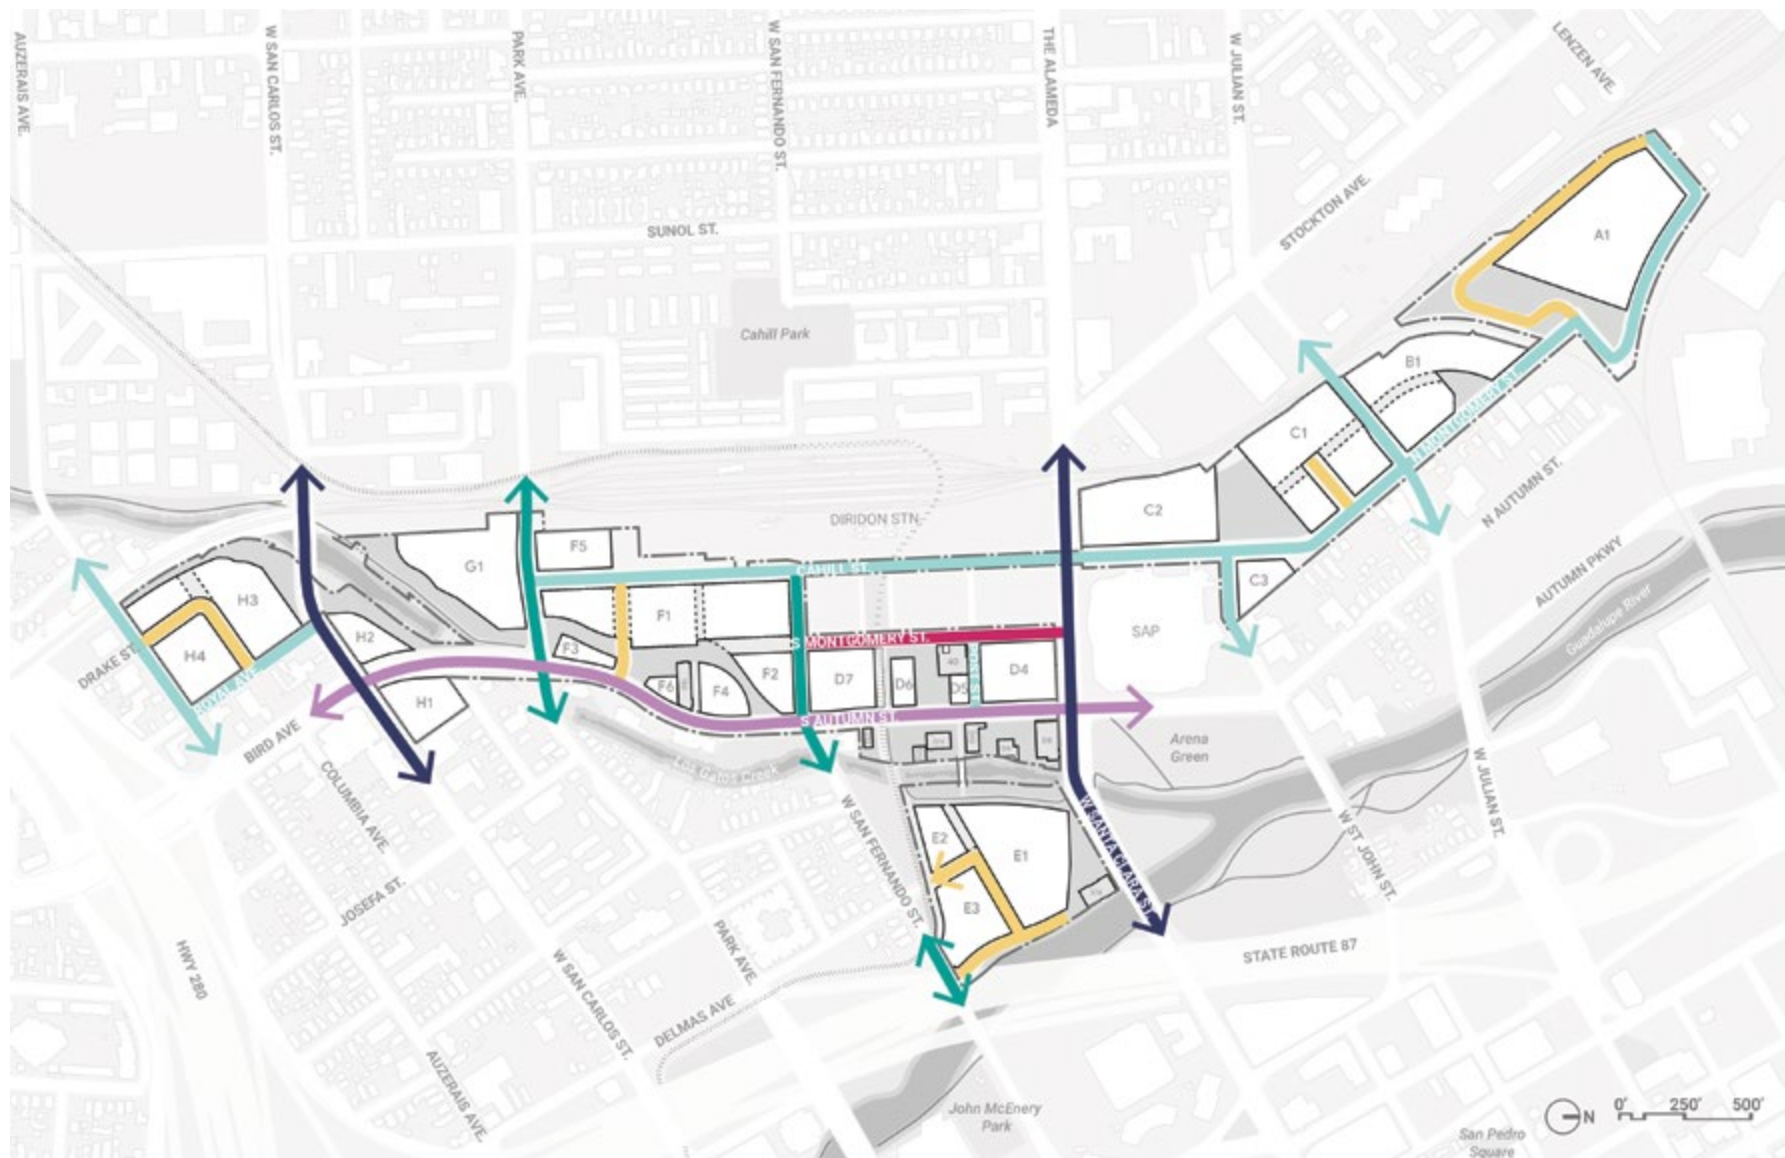 AUZERAIS AVE.
W SAN CARLOS ST.
PARK AVE.
W SAN FERNANDO ST.
THE ALAMEDA
W JULIAN ST.
LENZEN AVE.
STOCKTON AVE.
SUNOL ST.
Cahill Park
A1
B1
C1
N MONTGOMERY ST.
N AUTUMN ST.
C2
DIRIDON STN.
F5
G1
CAHILL ST.
C3
AUTUMN PKWY
Guadalupe River
H3
H2
H4
DRAKE ST.
ROYAL AVE.
F1
F3
S MONTGOMERY ST.
SAP
POST ST.
F6
F4
F2
D7
D6
D5
D4
H1
BIRD AVE
S AUTUMN ST.
Arena
Green
Los Gatos Creek
COLUMBIA AVE.
W SAN FERNANDO ST.
E2
E1
E3
W SANTA CLARA ST.
W ST JOHN ST.
W JULIAN ST.
JOSEFA ST.
HWY 280
PARK AVE.
W SAN CARLOS ST.
DELMAS AVE
STATE ROUTE 87
AUZERAIS AVE.
John McEnery
Park
N
0' 250' 500'
San Pedro
Square